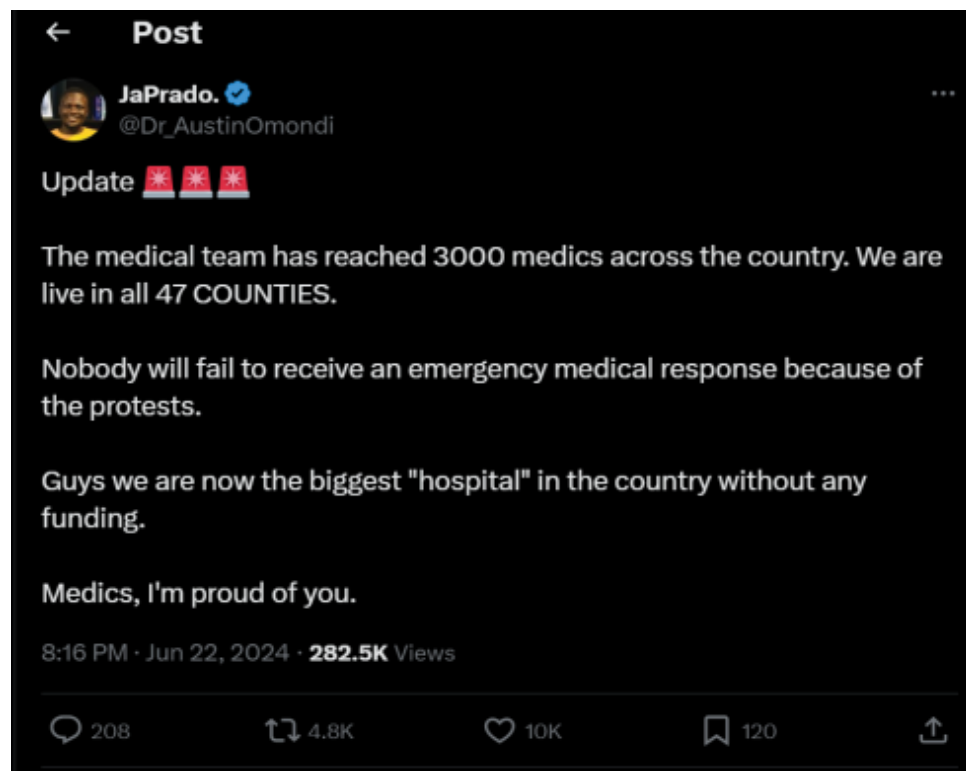 Post
JaPrado.
@Dr_AustinOmondi
Update 🚨🚨🚨
The medical team has reached 3000 medics across the country. We are
live in all 47 COUNTIES.
Nobody will fail to receive an emergency medical response because of
the protests.
Guys we are now the biggest "hospital" in the country without any
funding.
Medics, I'm proud of you.
8:16 PM · Jun 22, 2024 · 282.5K Views
208 4.8K 10K 120